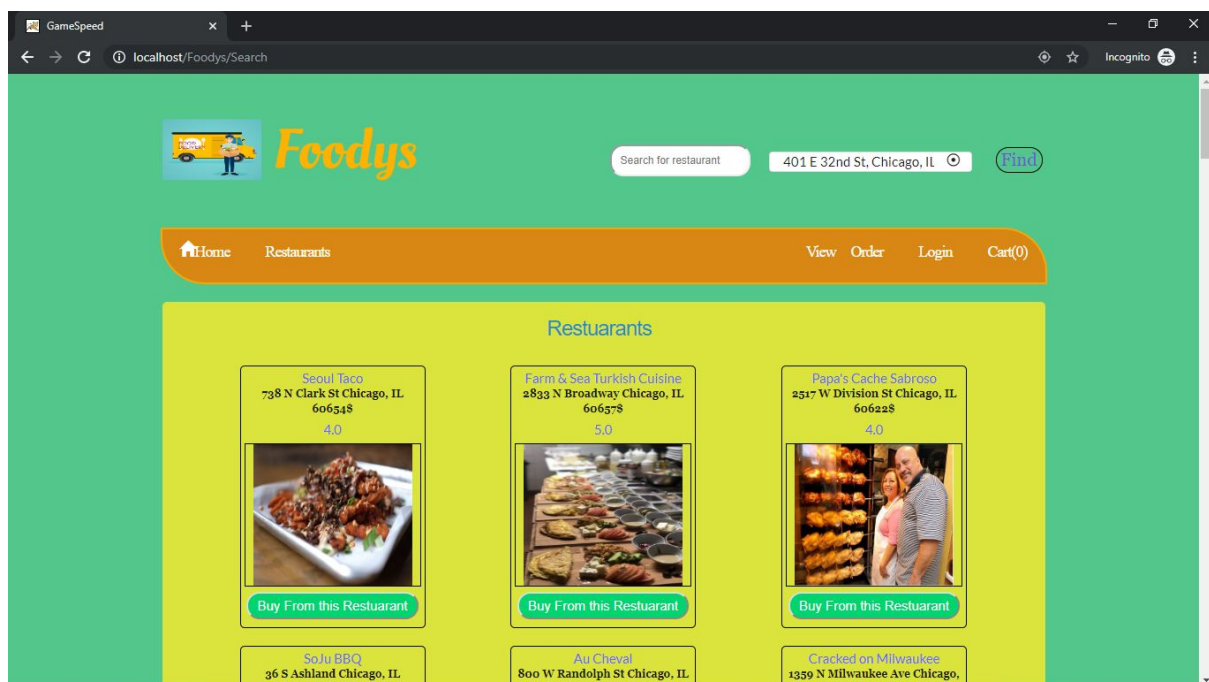 GameSpeed
localhost/Foodys/Search
Incognito
Foodys
Search for restaurant
401 E 32nd St, Chicago, IL
Find
Home Restaurants View Order Login Cart(0)
Restuarants
Seoul Taco
738 N Clark St Chicago, IL
60654$
4.0
Buy From this Restuarant
Farm & Sea Turkish Cuisine
2833 N Broadway Chicago, IL
60657$
5.0
Buy From this Restuarant
Papa's Cache Sabroso
2517 W Division St Chicago, IL
60622$
4.0
Buy From this Restuarant
SoJu BBQ
36 S Ashland Chicago, IL
Au Cheval
800 W Randolph St Chicago, IL
Cracked on Milwaukee
1359 N Milwaukee Ave Chicago,